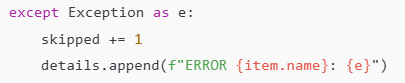 except Exception as e:
    skipped += 1
    details.append(f"ERROR {item.name}: {e}")